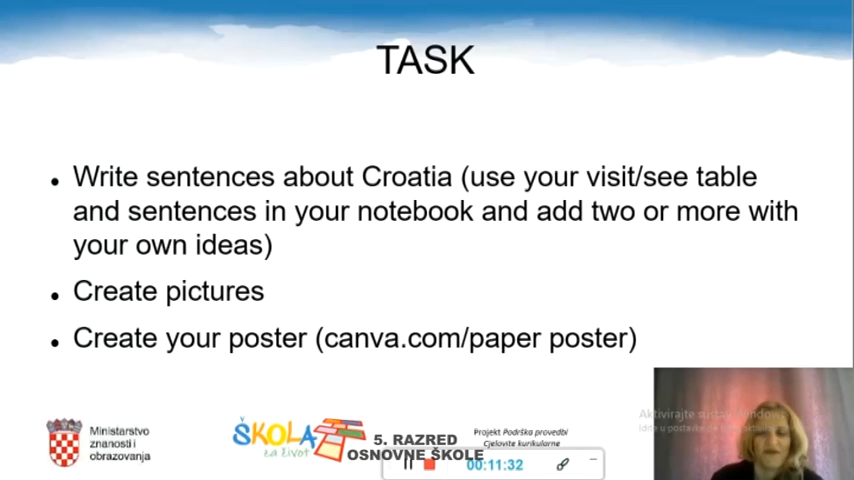 TASK
Write sentences about Croatia (use your visit/see table
and sentences in your notebook and add two or more with
your own ideas)
Create pictures
Create your poster (canva.com/paper poster)
Aktivirajte sustav Windows
Ministarstvo
znanosti i
obrazovanja
ŠKOLA
za život
5. RAZRED
OSNOVNE ŠKOLE
Projekt Podrška provedbi
Cjelovite kurikularne
00:11:32